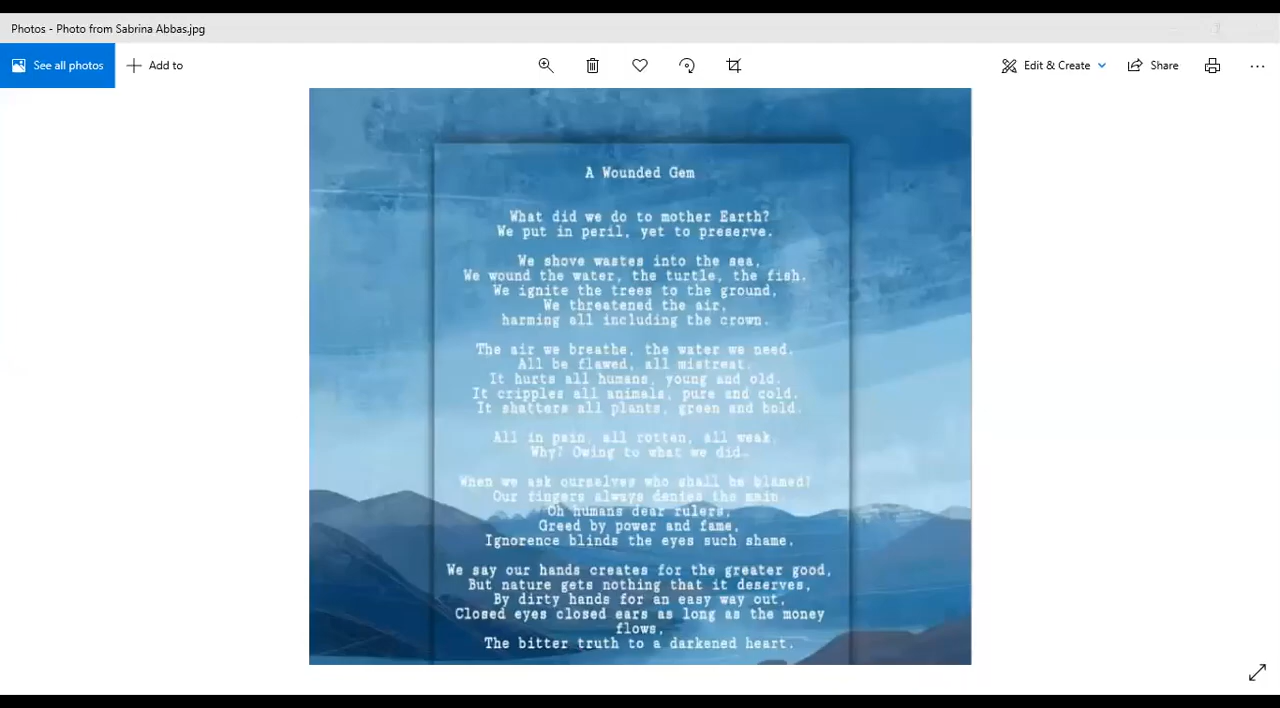 Photos - Photo from Sabrina Abbas.jpg
See all photos
Add to
Edit & Create
Share
A Wounded Gem
What did we do to mother Earth?
We put in peril, yet to preserve.
We shove wastes into the sea,
We wound the water, the turtle, the fish.
We ignite the trees to the ground,
We threatened the air,
harming all including the crown.
The air we breathe, the water we need.
All be flawed, all mistreat.
It hurts all humans, young and old.
It cripples all animals, pure and cold.
It shatters all plants, green and bold.
All in pain, all rotten, all weak,
Why? Owing to what we did.
When we ask ourselves who shall be blamed?
Our fingers always denies the main.
Oh humans dear rulers,
Greed by power and fame,
Ignorence blinds the eyes such shame.
We say our hands creates for the greater good,
But nature gets nothing that it deserves,
By dirty hands for an easy way out,
Closed eyes closed ears as long as the money
flows,
The bitter truth to a darkened heart.